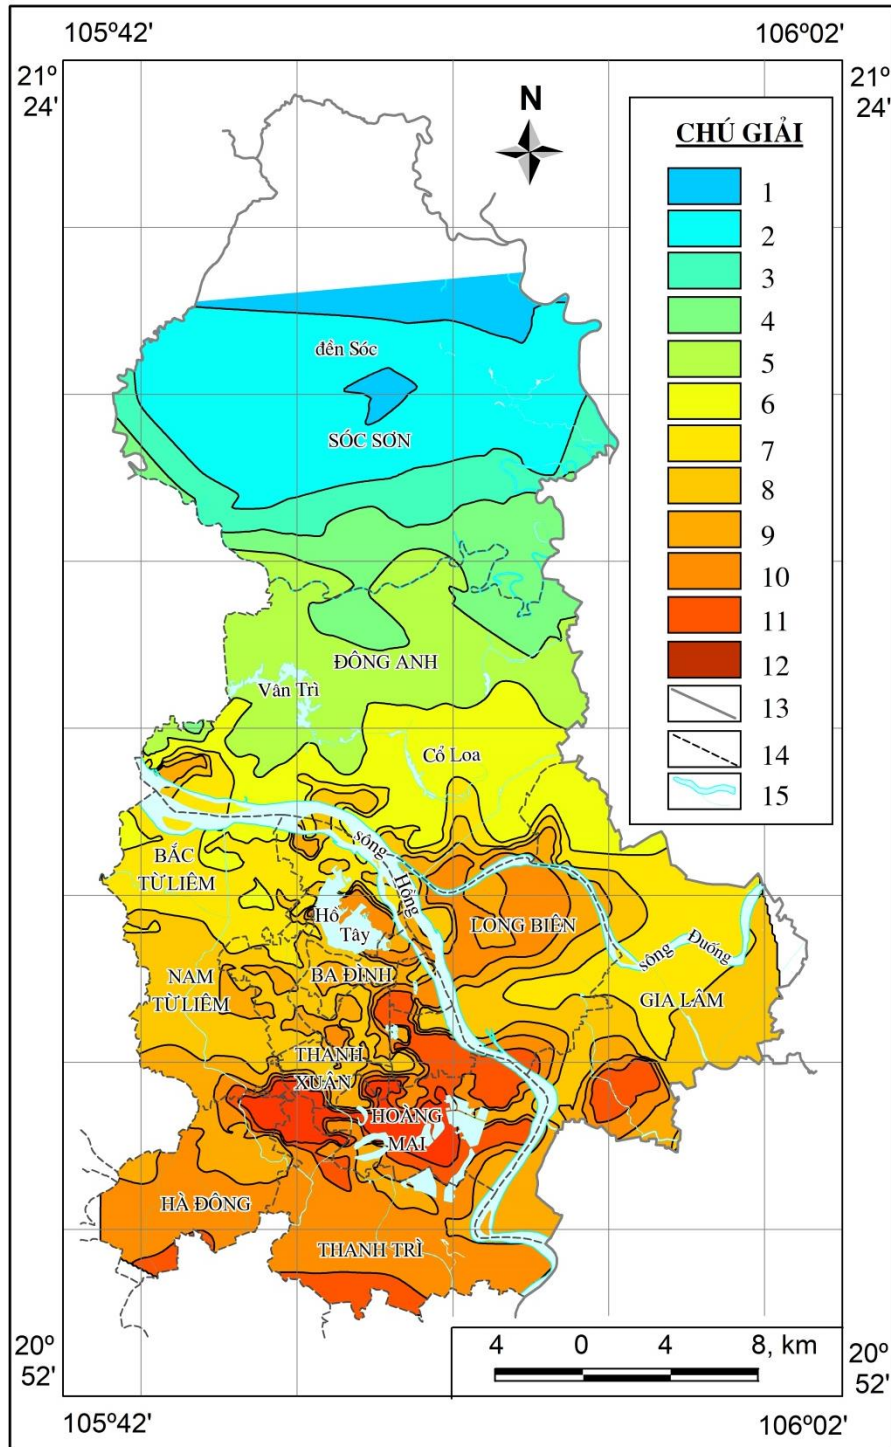 105º42'
106º02'
21º
24'
21º
24'
N
CHÚ GIẢI
1
2
3
4
5
6
7
8
9
10
11
12
13
14
15
đền Sóc
SÓC SƠN
ĐÔNG ANH
Vân Trì
Cổ Loa
sông
Hồng
BẮC
TỪ LIÊM
Hồ
Tây
LONG BIÊN
sông
Đuống
BA ĐÌNH
NAM
TỪ LIÊM
GIA LÂM
THANH
XUÂN
HOÀNG
MAI
HÀ ĐÔNG
THANH TRÌ
4 0 4 8, km
20º
52'
20º
52'
105º42'
106º02'